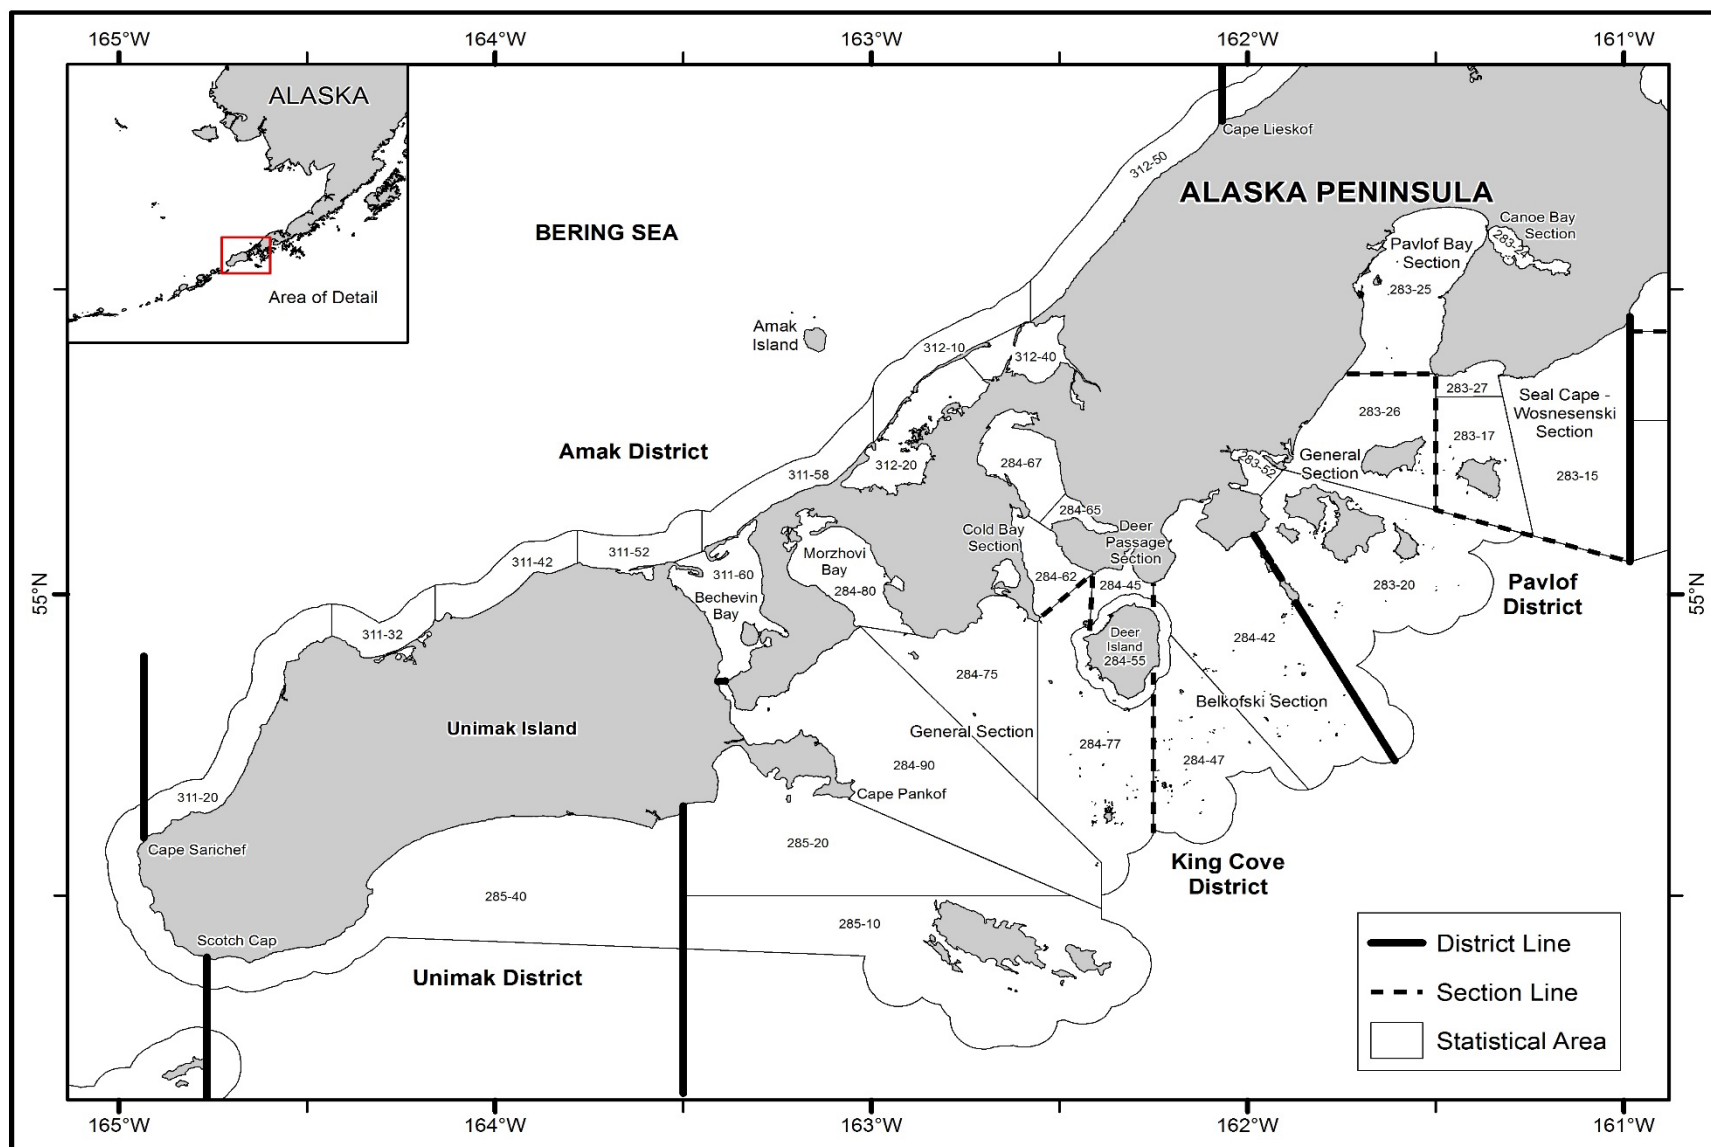 165°W
164°W
163°W
162°W
161°W
ALASKA
Area of Detail
Cape Lieskof
312-50
ALASKA PENINSULA
BERING SEA
Canoe Bay
Section
Pavlof Bay
Section
283-25
Amak
Island
312-10
312-40
283-27
283-26
Seal Cape -
Wosnesenski
Section
283-17
283-15
Amak District
311-58
312-20
284-67
283-52
General
Section
284-65
Cold Bay
Section
Deer
Passage
Section
311-42
311-52
311-60
Bechevin
Bay
Morzhovi
Bay
284-80
284-62
284-45
283-20
Pavlof
District
55°N
55°N
311-32
Deer
Island
284-55
284-42
284-75
Belkofski Section
Unimak Island
General Section
284-77
284-47
284-90
Cape Pankof
311-20
Cape Sarichef
285-20
King Cove
District
285-40
285-10
Scotch Cap
Unimak District
District Line
Section Line
Statistical Area
165°W
164°W
163°W
162°W
161°W